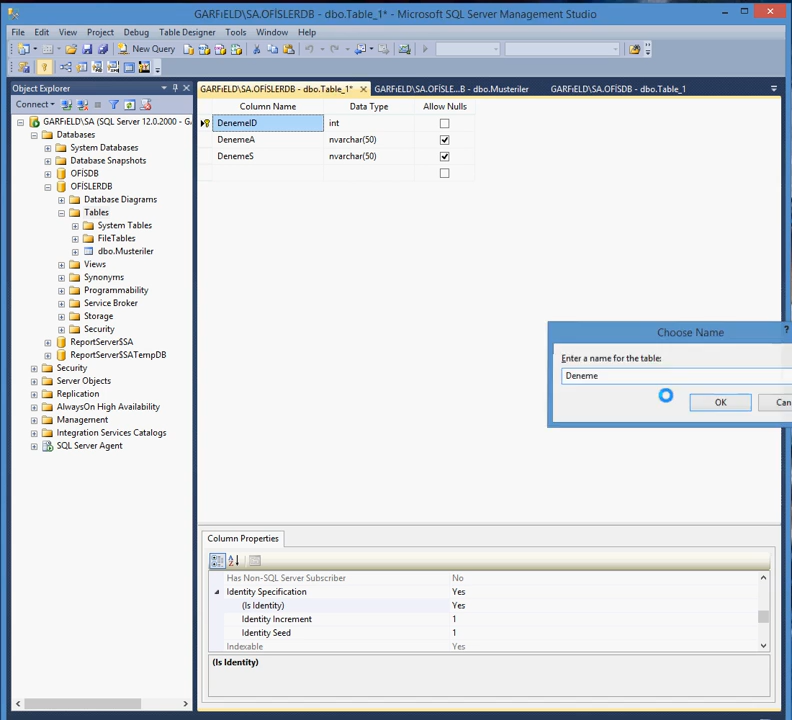 GARFıELD\SA.OFİSLERDB - dbo.Table_1* - Microsoft SQL Server Management Studio
File Edit View Project Debug Table Designer Tools Window Help
New Query
Object Explorer
Connect
GARFıELD\SA (SQL Server 12.0.2000 - G
Databases
System Databases
Database Snapshots
OFİSDB
OFİSLERDB
Database Diagrams
Tables
System Tables
FileTables
dbo.Musteriler
Views
Synonyms
Programmability
Service Broker
Storage
Security
ReportServer$SA
ReportServer$SATempDB
Security
Server Objects
Replication
AlwaysOn High Availability
Management
Integration Services Catalogs
SQL Server Agent
GARFıELD\SA.OFİSLERDB - dbo.Table_1* GARFıELD\SA.OFİSLE...B - dbo.Musteriler GARFıELD\SA.OFİSDB - dbo.Table_1
Column Name Data Type Allow Nulls
DenemeID int
DenemeA nvarchar(50)
DenemeS nvarchar(50)
Choose Name ?
Enter a name for the table:
Deneme
OK Can
Column Properties
Has Non-SQL Server Subscriber No
Identity Specification Yes
(Is Identity) Yes
Identity Increment 1
Identity Seed 1
Indexable Yes
(Is Identity)